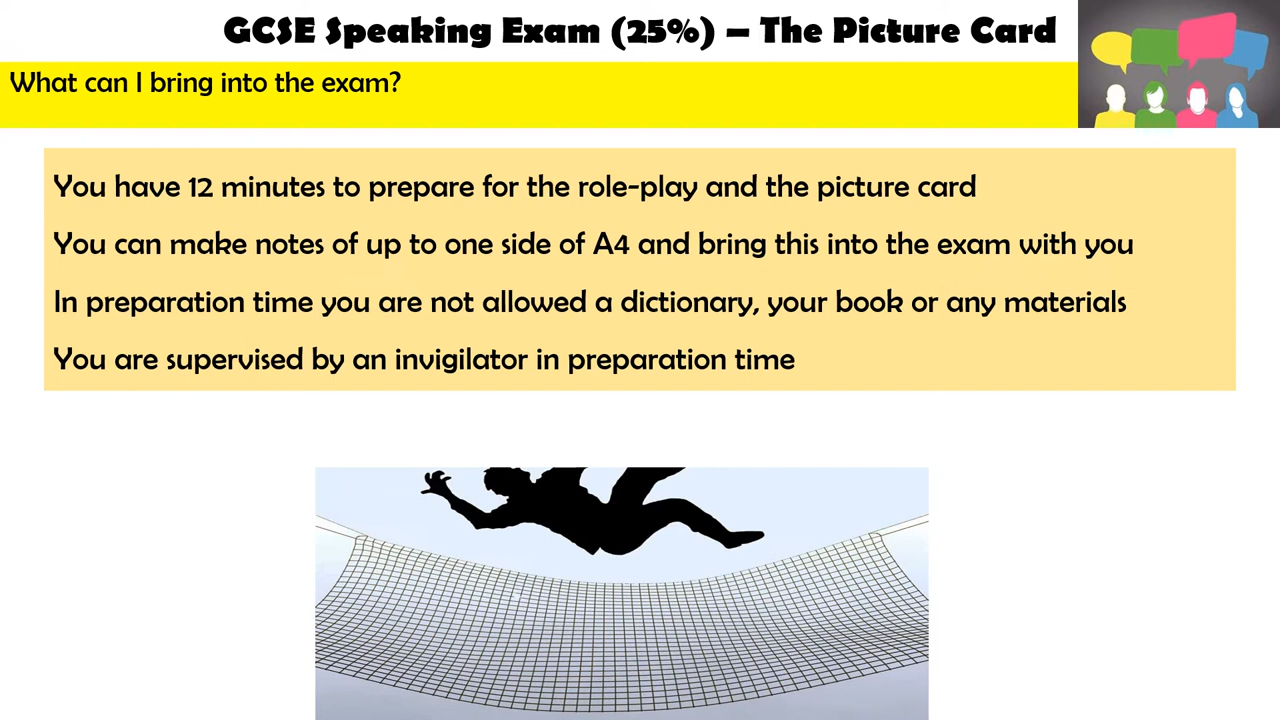 GCSE Speaking Exam (25%) – The Picture Card
What can I bring into the exam?
You have 12 minutes to prepare for the role-play and the picture card
You can make notes of up to one side of A4 and bring this into the exam with you
In preparation time you are not allowed a dictionary, your book or any materials
You are supervised by an invigilator in preparation time